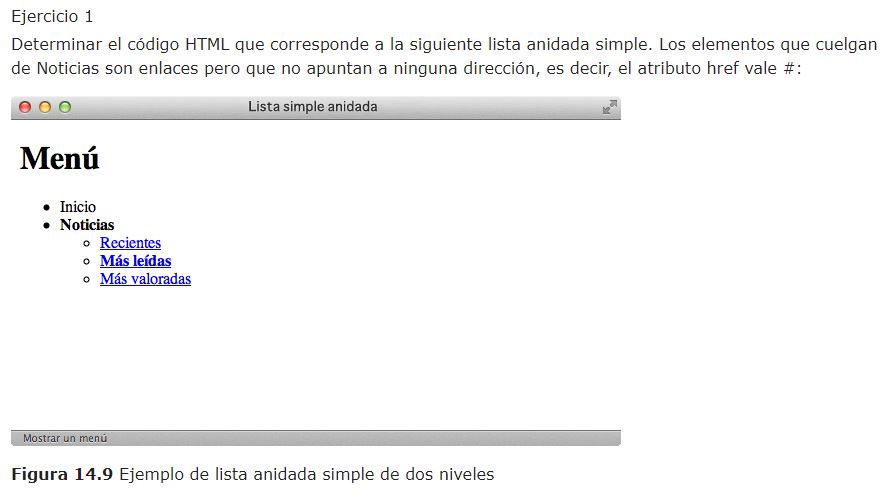 Ejercicio 1
Determinar el código HTML que corresponde a la siguiente lista anidada simple. Los elementos que cuelgan
de Noticias son enlaces pero que no apuntan a ninguna dirección, es decir, el atributo href vale #:
Lista simple anidada
Menú
Inicio
Noticias
Recientes
Más leídas
Más valoradas
Mostrar un menú
Figura 14.9 Ejemplo de lista anidada simple de dos niveles